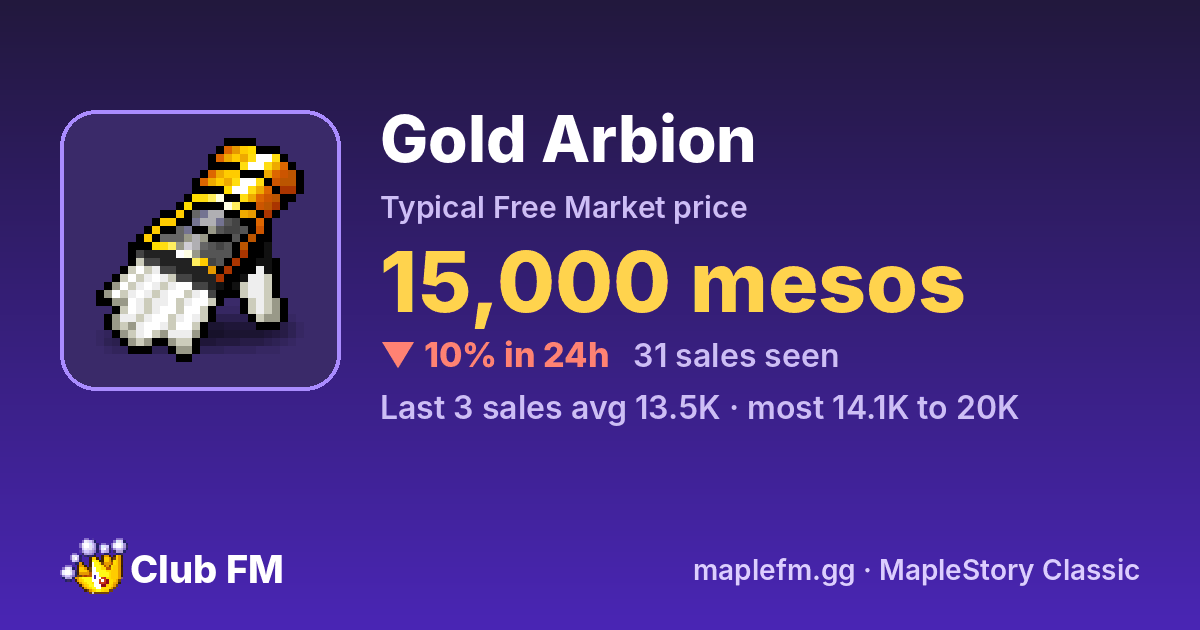 Gold Arbion
Typical Free Market price
15,000 mesos
▼ 10% in 24h 31 sales seen
Last 3 sales avg 13.5K · most 14.1K to 20K
Club FM
maplefm.gg · MapleStory Classic